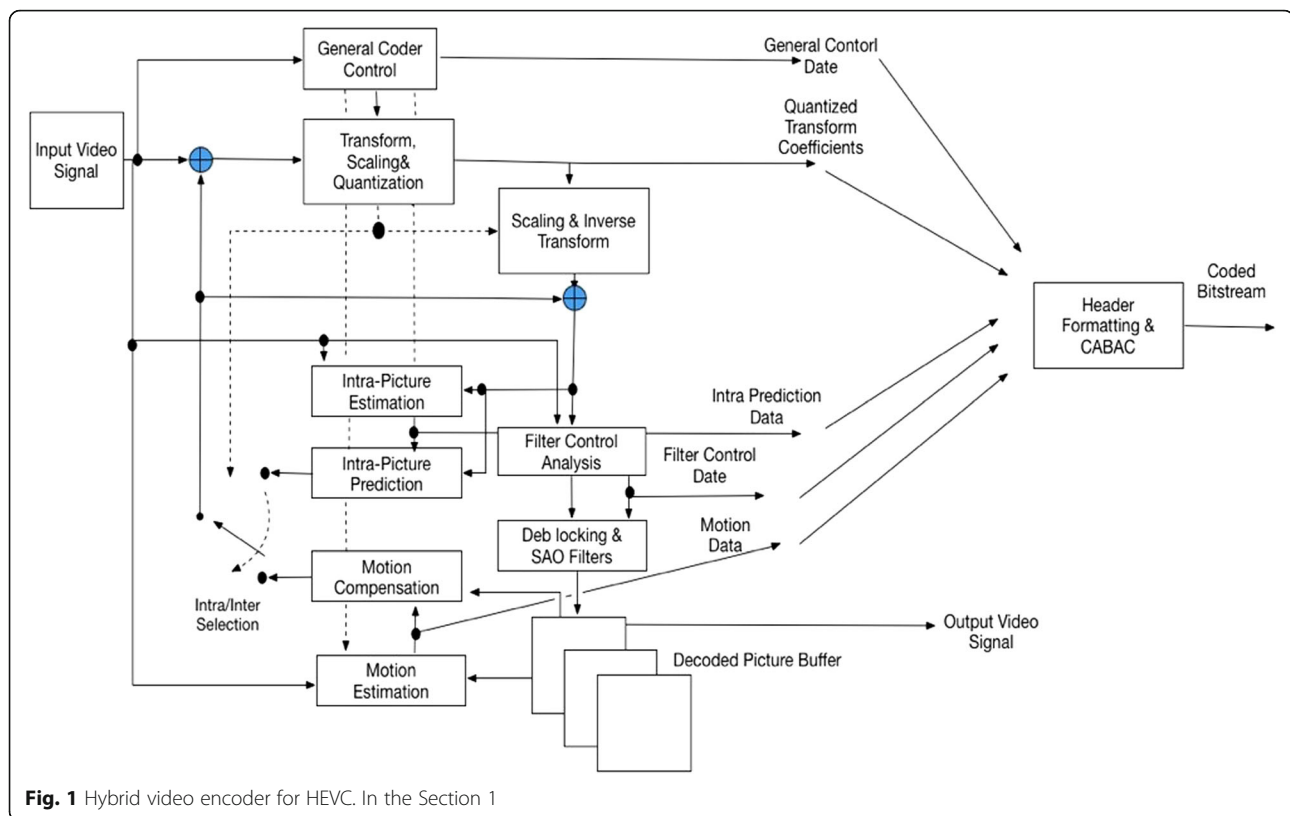 General Coder
Control
General Contorl
Date
Input Video
Signal
Transform,
Scaling&
Quantization
Quantized
Transform
Coefficients
Scaling & Inverse
Transform
Header
Formatting &
CABAC
Coded
Bitstream
Intra-Picture
Estimation
Intra Prediction
Data
Filter Control
Analysis
Filter Control
Date
Intra-Picture
Prediction
Deb locking &
SAO Filters
Motion
Data
Motion
Compensation
Intra/Inter
Selection
Output Video
Signal
Decoded Picture Buffer
Motion
Estimation
Fig. 1 Hybrid video encoder for HEVC. In the Section 1